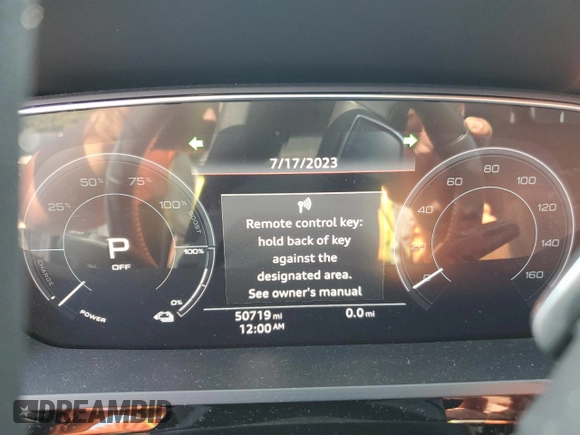 7/17/2023
25%
50%
75%
100%
BOOST
CHARGE
P
OFF
100%
0%
POWER
Remote control key:
hold back of key
against the
designated area.
See owner's manual
50719 mi
0.0 mi
12:00 AM
0
40
60
80
100
120
140
160
DREAMBID